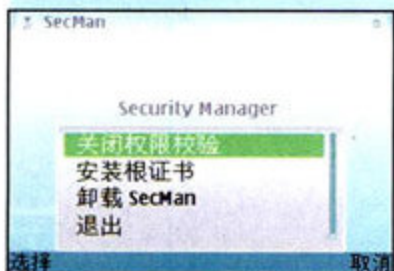 SecMan
Security Manager
关闭权限校验
安装根证书
卸载 SecMan
退出
选择 取消